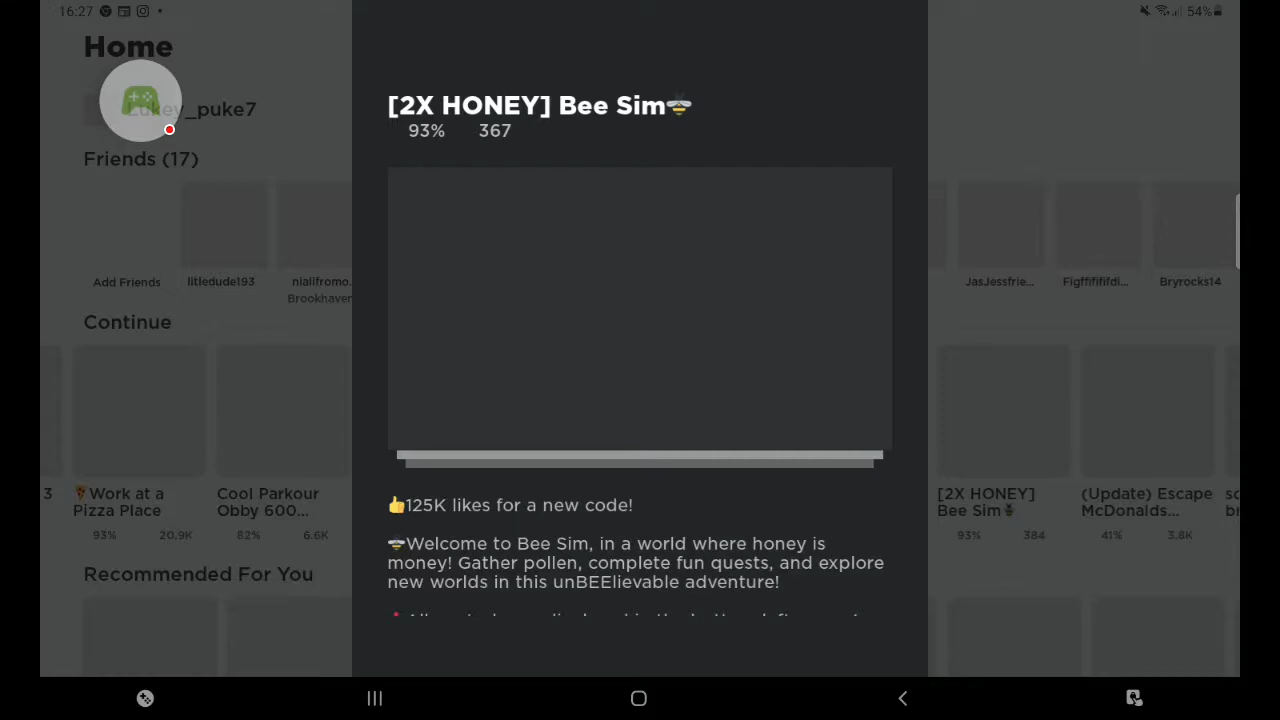 16:27
54%
Home
Lukey_puke7
Friends (17)
Add Friends
litledude193
niallfromo...
Brookhaven
JasJessfrie...
Figffifififdi...
Bryrocks14
Continue
3
🍕Work at a
Pizza Place
93% 20.9K
Cool Parkour
Obby 600...
82% 6.6K
[2X HONEY] Bee Sim🐝
93% 367
👍125K likes for a new code!
🐝Welcome to Bee Sim, in a world where honey is
money! Gather pollen, complete fun quests, and explore
new worlds in this unBEElievable adventure!
[2X HONEY]
Bee Sim🐝
93% 384
(Update) Escape
McDonalds...
41% 3.8K
Recommended For You